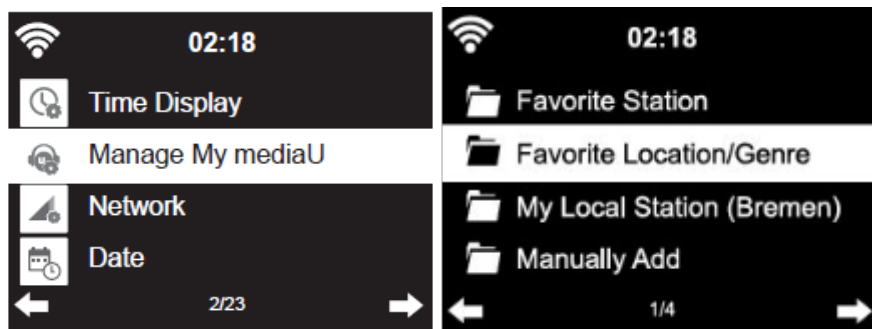 02:18
Time Display
Manage My mediaU
Network
Date
2/23
02:18
Favorite Station
Favorite Location/Genre
My Local Station (Bremen)
Manually Add
1/4